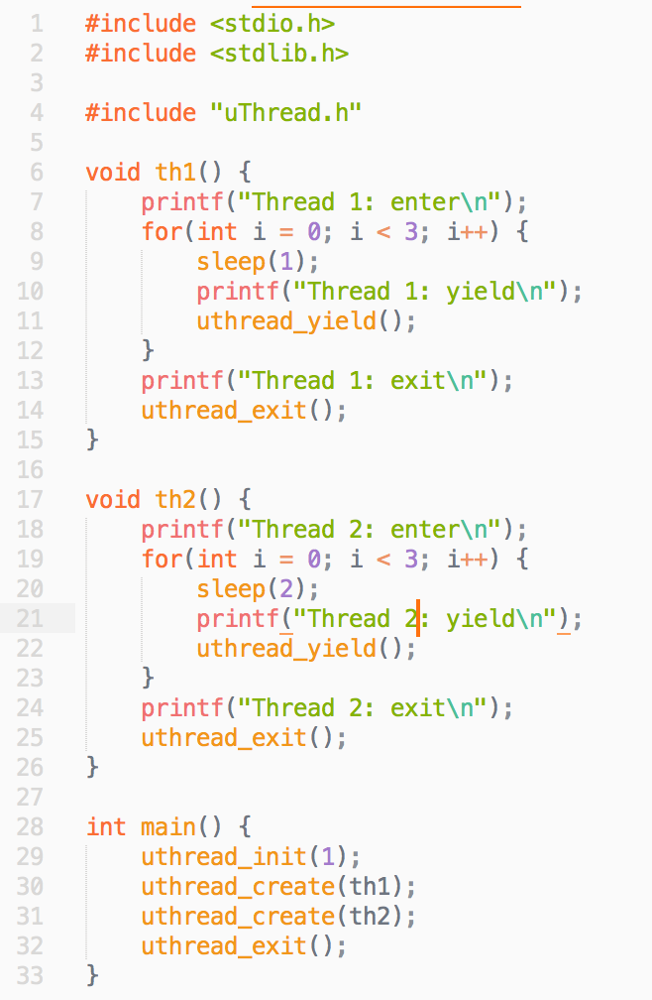 1 #include <stdio.h>
2 #include <stdlib.h>
3
4 #include "uThread.h"
5
6 void th1() {
7     printf("Thread 1: enter\n");
8     for(int i = 0; i < 3; i++) {
9         sleep(1);
10         printf("Thread 1: yield\n");
11         uthread_yield();
12     }
13     printf("Thread 1: exit\n");
14     uthread_exit();
15 }
16
17 void th2() {
18     printf("Thread 2: enter\n");
19     for(int i = 0; i < 3; i++) {
20         sleep(2);
21         printf("Thread 2: yield\n");
22         uthread_yield();
23     }
24     printf("Thread 2: exit\n");
25     uthread_exit();
26 }
27
28 int main() {
29     uthread_init(1);
30     uthread_create(th1);
31     uthread_create(th2);
32     uthread_exit();
33 }